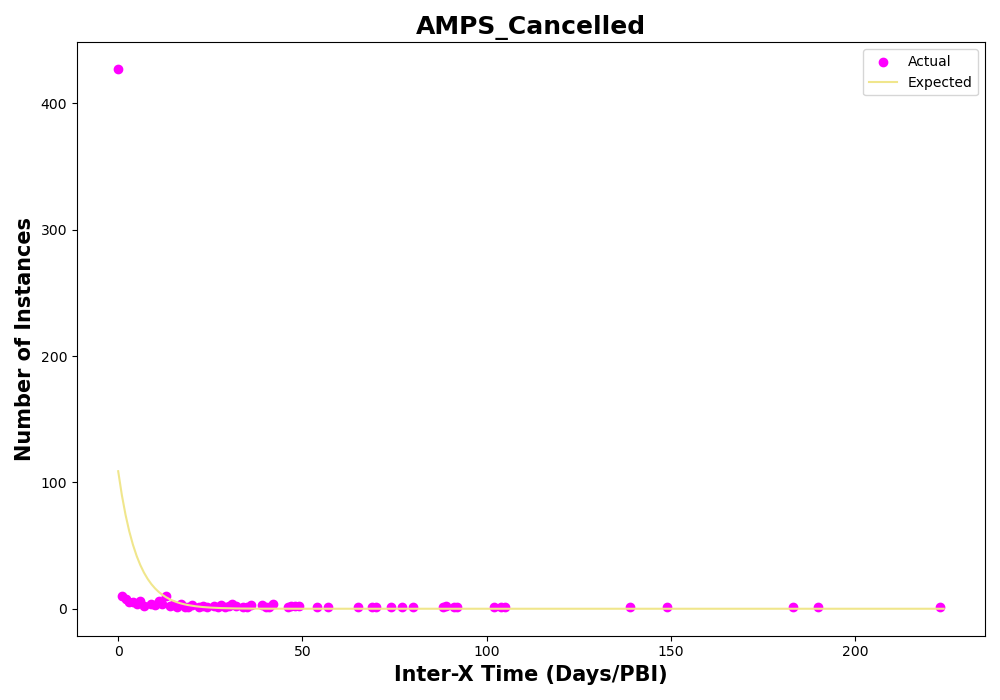 AMPS_Cancelled
Actual
Expected
Number of Instances
400
300
200
100
0
0
50
100
150
200
Inter-X Time (Days/PBI)